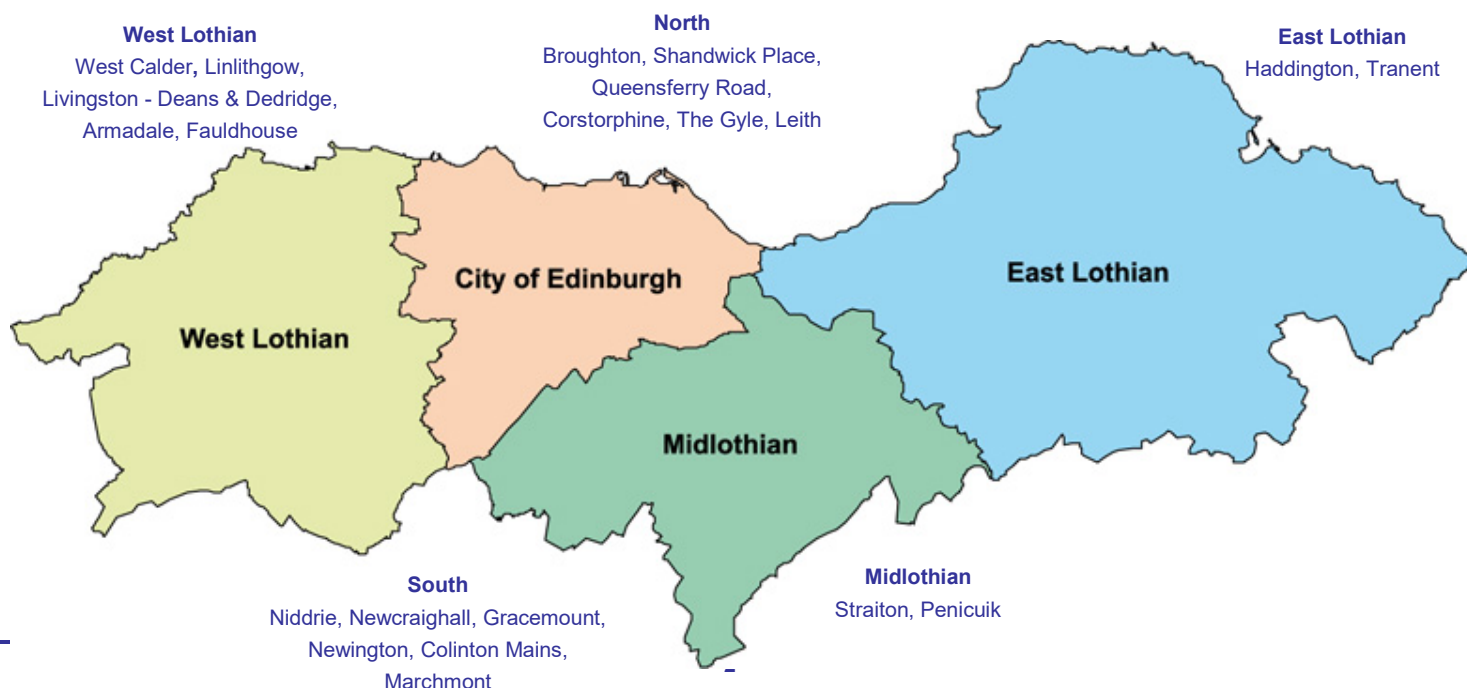 West Lothian
West Calder, Linlithgow,
Livingston - Deans & Dedridge,
Armadale, Fauldhouse
North
Broughton, Shandwick Place,
Queensferry Road,
Corstorphine, The Gyle, Leith
East Lothian
Haddington, Tranent
West Lothian
City of Edinburgh
East Lothian
Midlothian
South
Niddrie, Newcraighall, Gracemount,
Newington, Colinton Mains,
Marchmont
Midlothian
Straiton, Penicuik